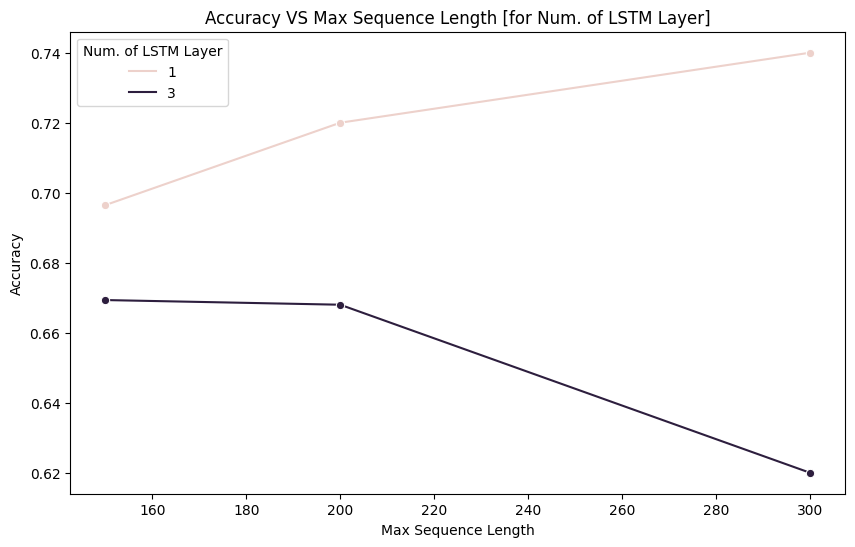 Accuracy VS Max Sequence Length [for Num. of LSTM Layer]
Num. of LSTM Layer
1
3
0.74
0.72
0.70
0.68
0.66
0.64
0.62
Accuracy
160 180 200 220 240 260 280 300
Max Sequence Length